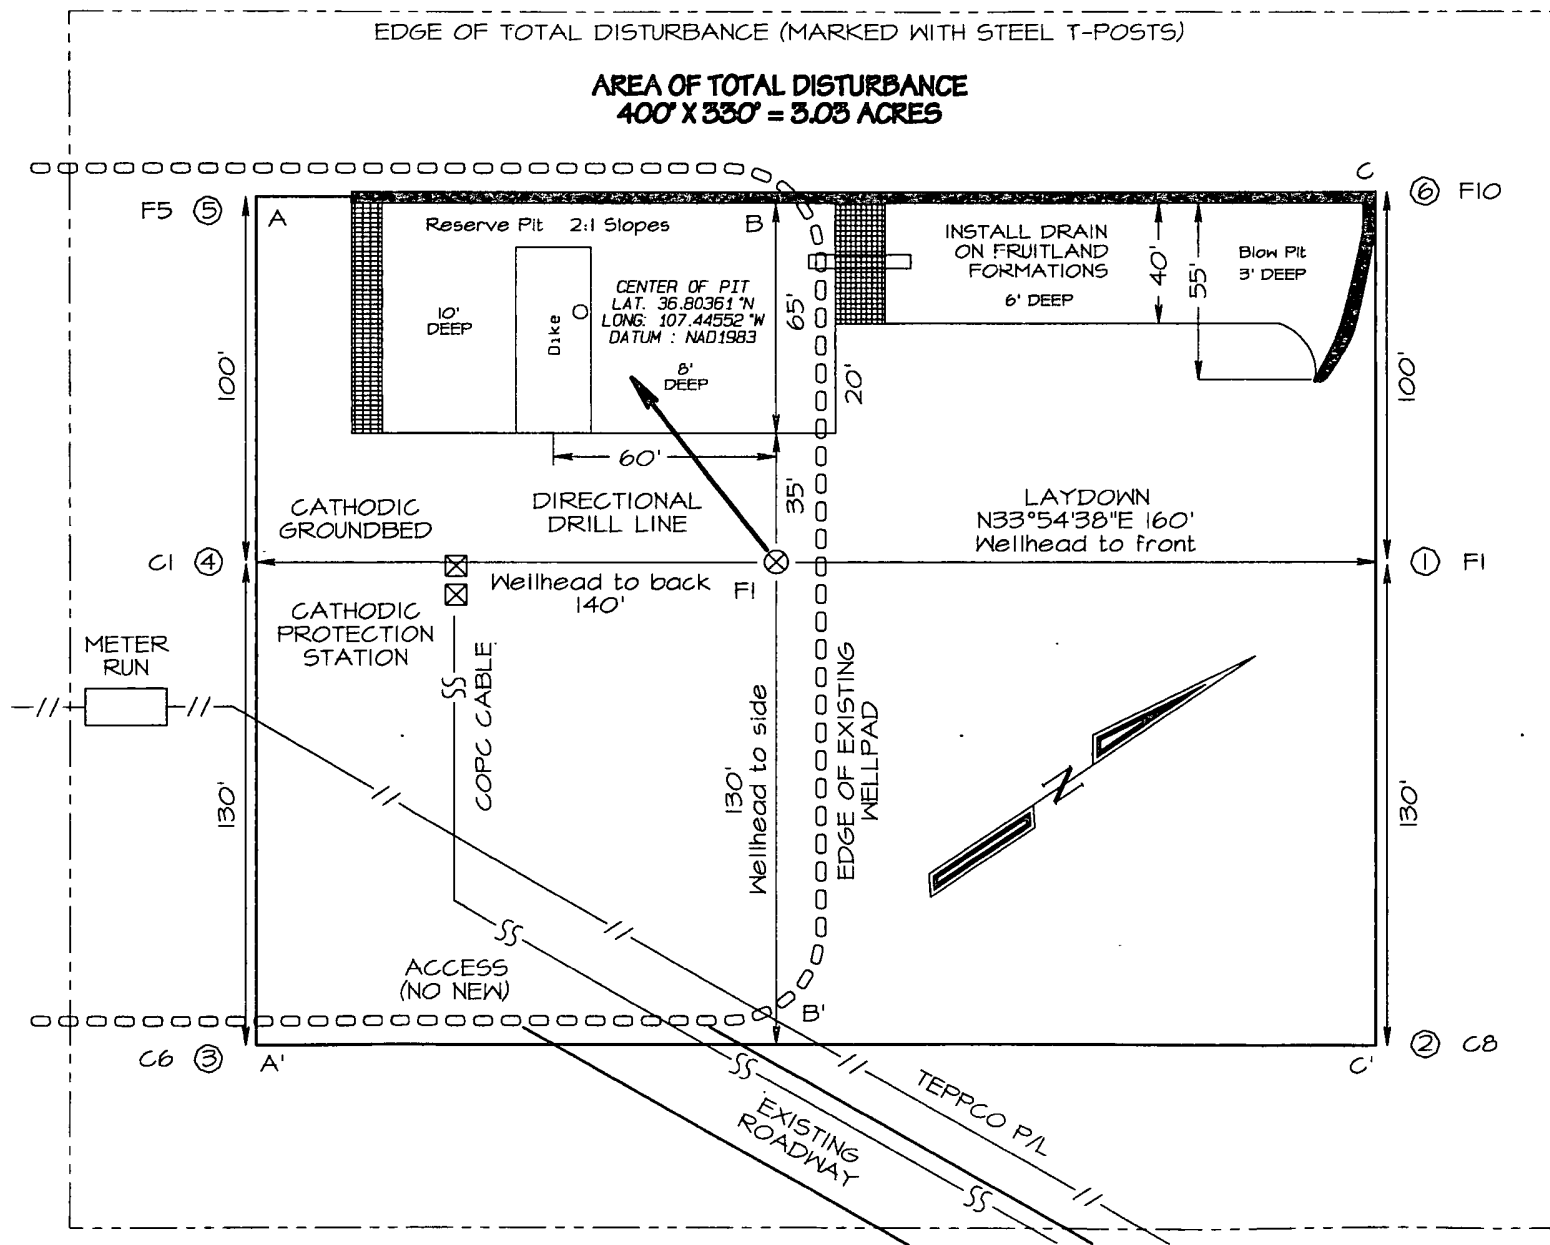 EDGE OF TOTAL DISTURBANCE (MARKED WITH STEEL T-POSTS)
AREA OF TOTAL DISTURBANCE
400' X 330' = 3.03 ACRES
F5 5
A
Reserve Pit 2:1 Slopes
B
C
6 F10
INSTALL DRAIN
ON FRUITLAND
FORMATIONS
6' DEEP
40'
55'
Blow Pit
3' DEEP
10'
DEEP
Dike
CENTER OF PIT
LAT. 36.80361 °N
LONG: 107.44552 °W
DATUM : NAD1983
8'
DEEP
65'
20'
100'
100'
60'
35'
CATHODIC
GROUNDBED
DIRECTIONAL
DRILL LINE
LAYDOWN
N33°54'38"E 160'
Wellhead to front
C1 4
Wellhead to back
140'
F1
1 F1
CATHODIC
PROTECTION
STATION
METER
RUN
COPC CABLE
130'
130'
Wellhead to side
EDGE OF EXISTING
WELLPAD
N
130'
ACCESS
(NO NEW)
B'
C6 3
A'
C'
2 C8
TEPPCO P/L
EXISTING
ROADWAY